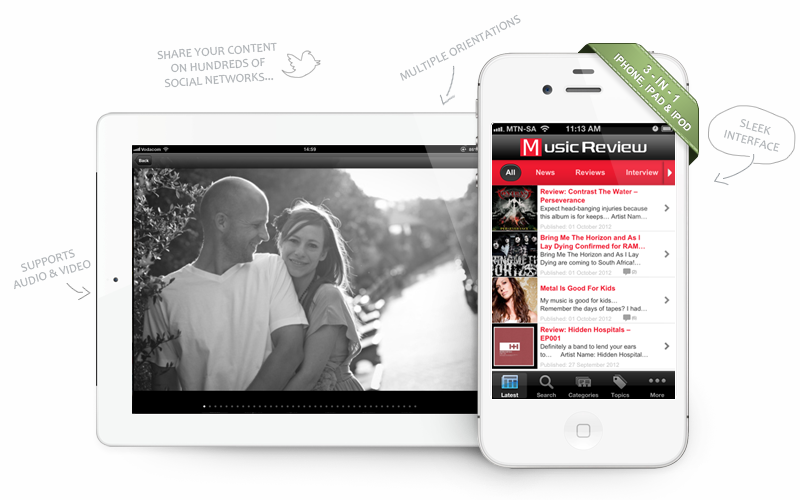 SHARE YOUR CONTENT
ON HUNDREDS OF
SOCIAL NETWORKS...
MULTIPLE ORIENTATIONS
3 - IN - 1
IPHONE, IPAD & IPOD
SLEEK
INTERFACE
SUPPORTS
AUDIO & VIDEO
Vodacom
14:59
Back
MTN-SA
11:13 AM
Music Review
All
News
Reviews
Interview
Review: Contrast The Water –
Perseverance
Expect head-banging injuries because
this album is for keeps... Artist Nam...
Published: 01 October 2012
Bring Me The Horizon and As I
Lay Dying Confirmed for RAM...
Bring Me The Horizon and As I Lay
Dying are coming to South Africa!...
Published: 01 October 2012
Metal Is Good For Kids
My music is good for kids...
Remember the days of tapes? I had...
Published: 01 October 2012
Review: Hidden Hospitals –
EP001
Definitely a band to lend your ears
to... Artist Name: Hidden Hospital...
Published: 27 September 2012
Latest
Search
Categories
Topics
More